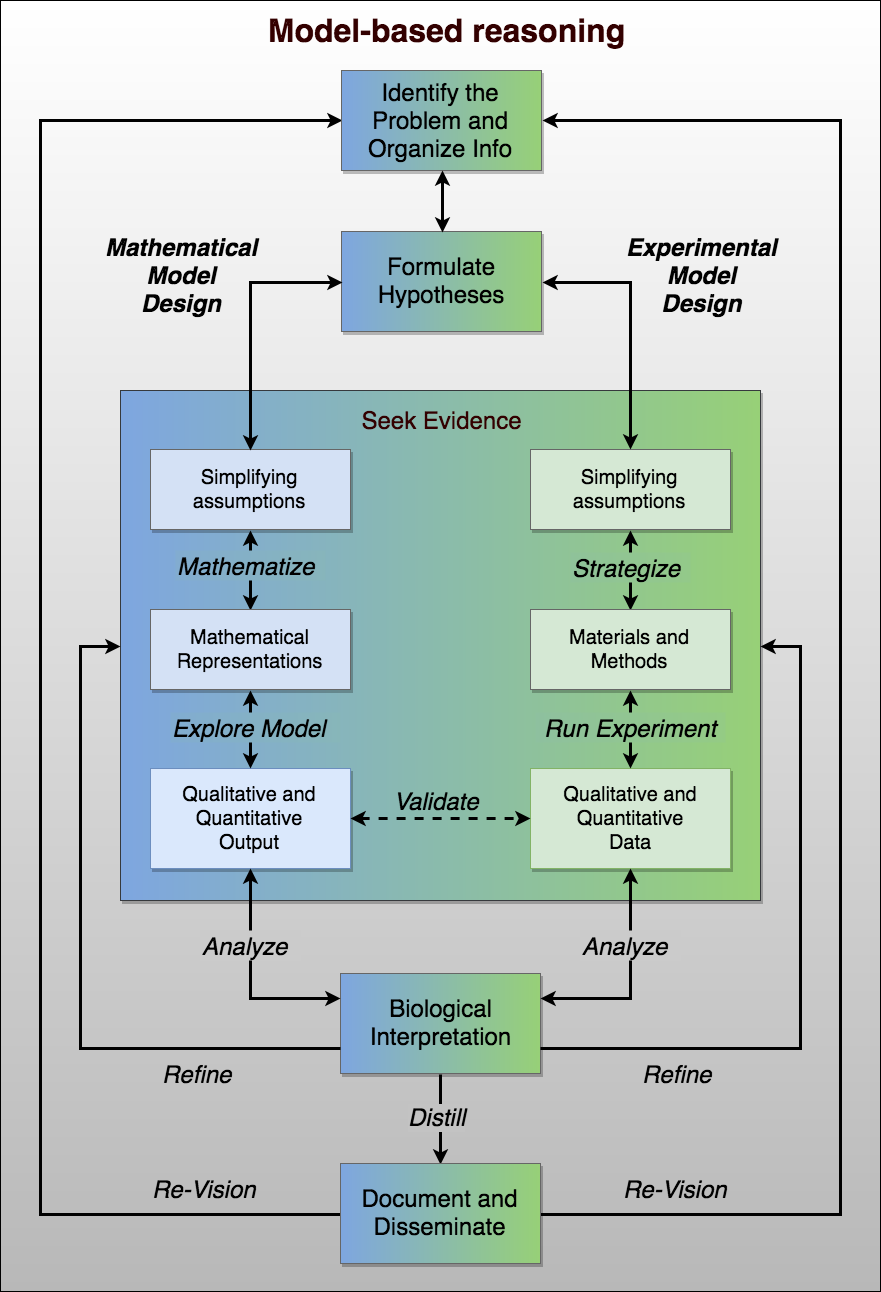 Model-based reasoning
Identify the
Problem and
Organize Info
Mathematical
Model
Design
Formulate
Hypotheses
Experimental
Model
Design
Seek Evidence
Simplifying
assumptions
Simplifying
assumptions
Mathematize
Strategize
Mathematical
Representations
Materials and
Methods
Explore Model
Run Experiment
Qualitative and
Quantitative
Output
Validate
Qualitative and
Quantitative
Data
Analyze
Analyze
Biological
Interpretation
Refine
Refine
Distill
Re-Vision
Re-Vision
Document and
Disseminate